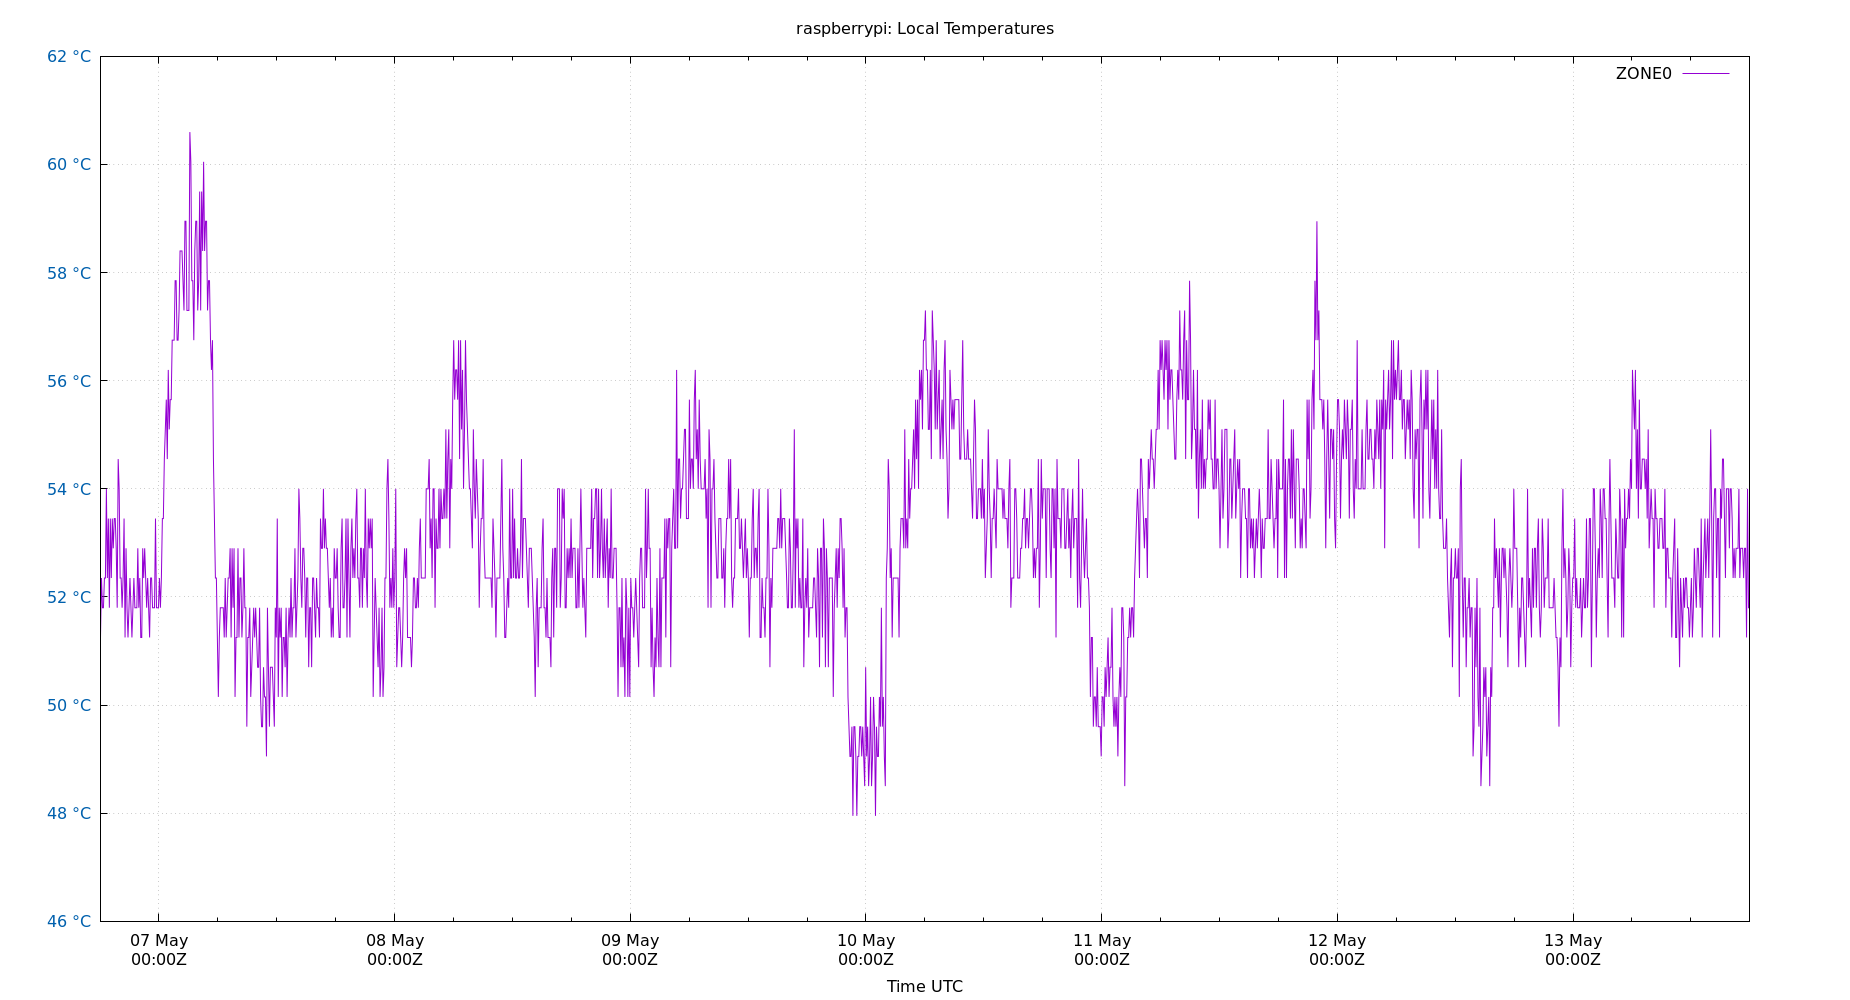 raspberrypi: Local Temperatures
62 °C
ZONE0
60 °C
58 °C
56 °C
54 °C
52 °C
50 °C
48 °C
46 °C
07 May 08 May 09 May 10 May 11 May 12 May 13 May
00:00Z 00:00Z 00:00Z 00:00Z 00:00Z 00:00Z 00:00Z
Time UTC